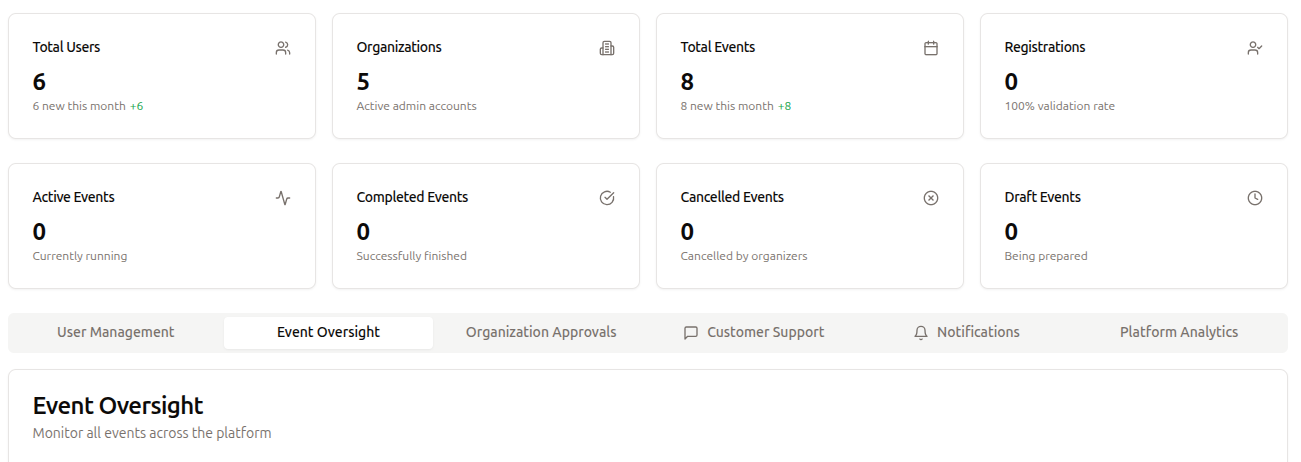 Total Users
6
6 new this month +6
Organizations
5
Active admin accounts
Total Events
8
8 new this month +8
Registrations
0
100% validation rate
Active Events
0
Currently running
Completed Events
0
Successfully finished
Cancelled Events
0
Cancelled by organizers
Draft Events
0
Being prepared
User Management
Event Oversight
Organization Approvals
Customer Support
Notifications
Platform Analytics
Event Oversight
Monitor all events across the platform